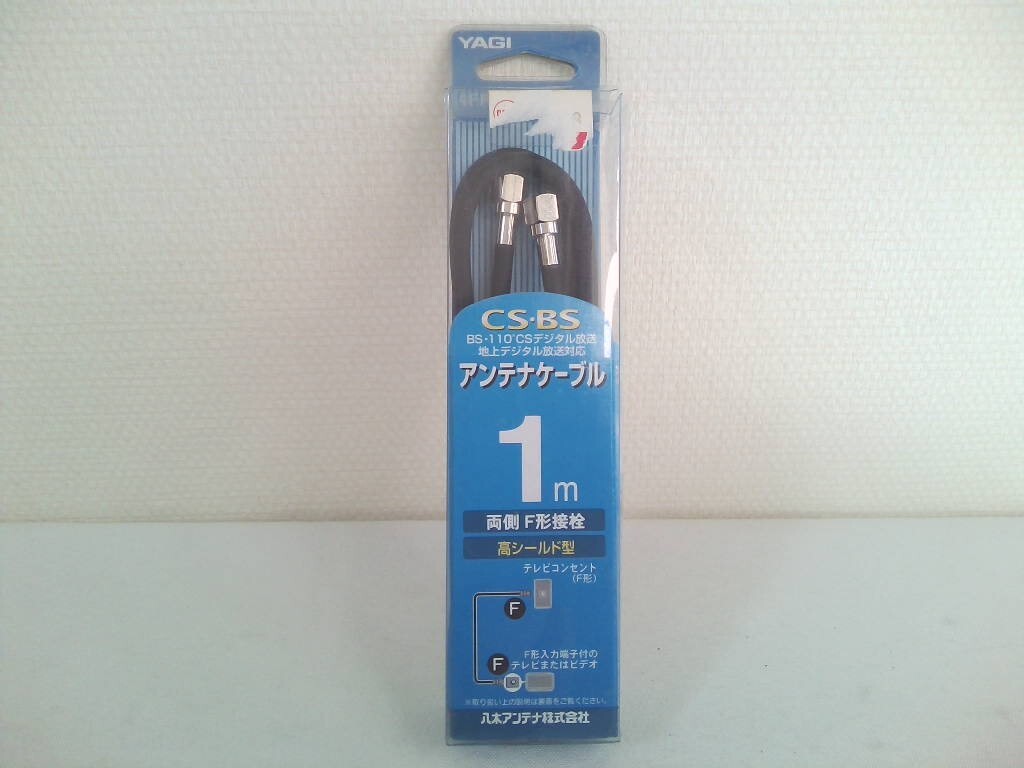 YAGI
CS・BS
BS・110°CSデジタル放送
地上デジタル放送対応
アンテナケーブル
1m
両側 F形接栓
高シールド型
テレビコンセント
(F形)
F
F形入力端子付の
F
テレビまたはビデオ
※取り扱い上の説明は裏面をご覧ください。
八木アンテナ株式会社